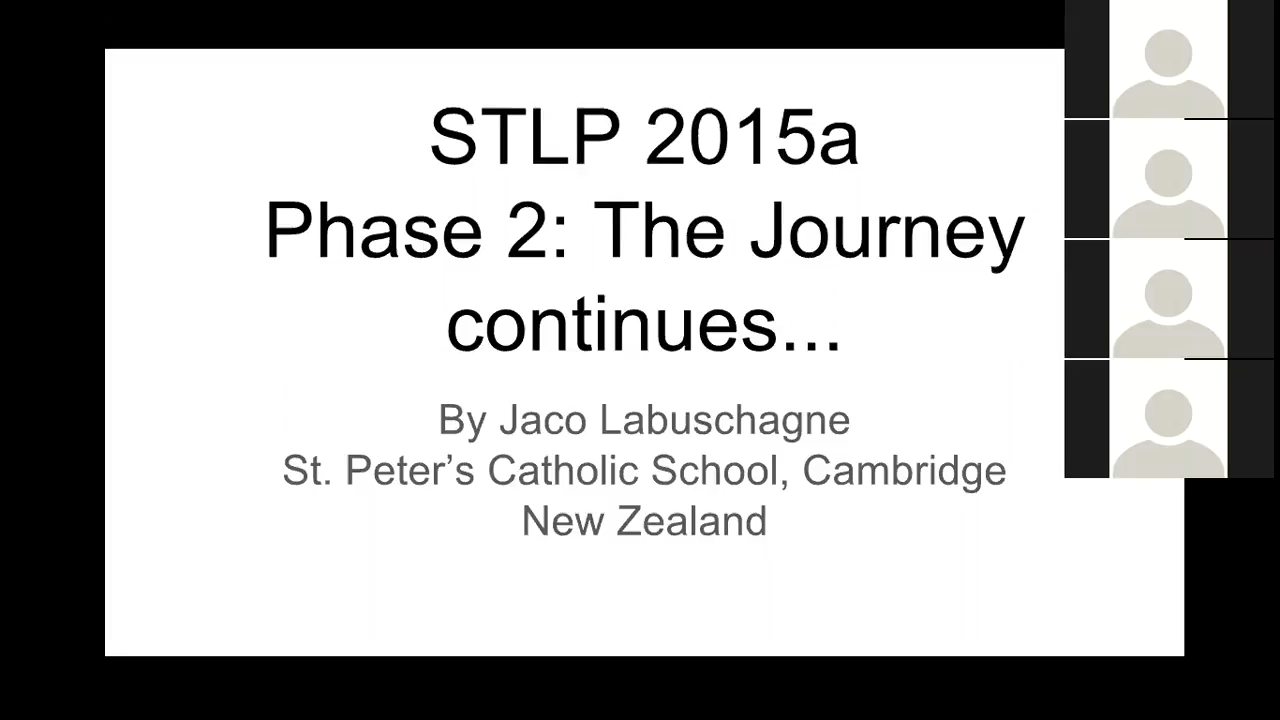 STLP 2015a
Phase 2: The Journey
continues...
By Jaco Labuschagne
St. Peter’s Catholic School, Cambridge
New Zealand